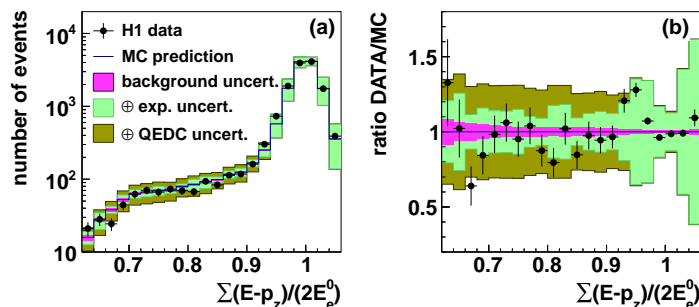 (a)
H1 data
MC prediction
background uncert.
⊕ exp. uncert.
⊕ QEDC uncert.
number of events
10⁴
10³
10²
10
0.7 0.8 0.9 1
∑(E-p_z)/(2E_e^0)
(b)
ratio DATA/MC
1.5
1
0.5
0.7 0.8 0.9 1
∑(E-p_z)/(2E_e^0)